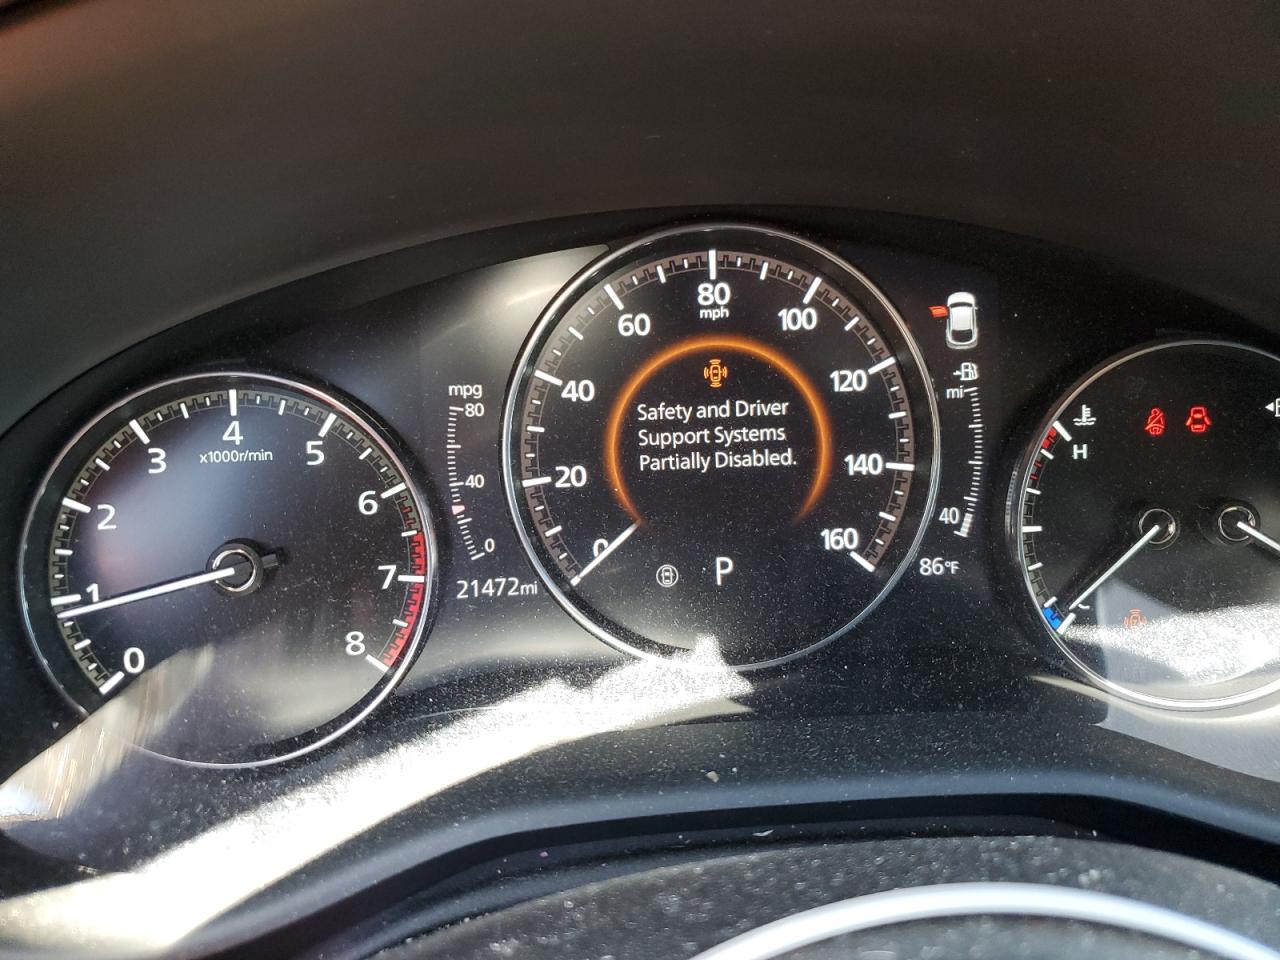 0
1
2
3
4
x1000r/min
5
6
7
8
mpg
80
40
0
21472mi
0
20
40
60
80
mph
100
120
140
160
Safety and Driver
Support Systems
Partially Disabled.
P
mi
40
86°F
H